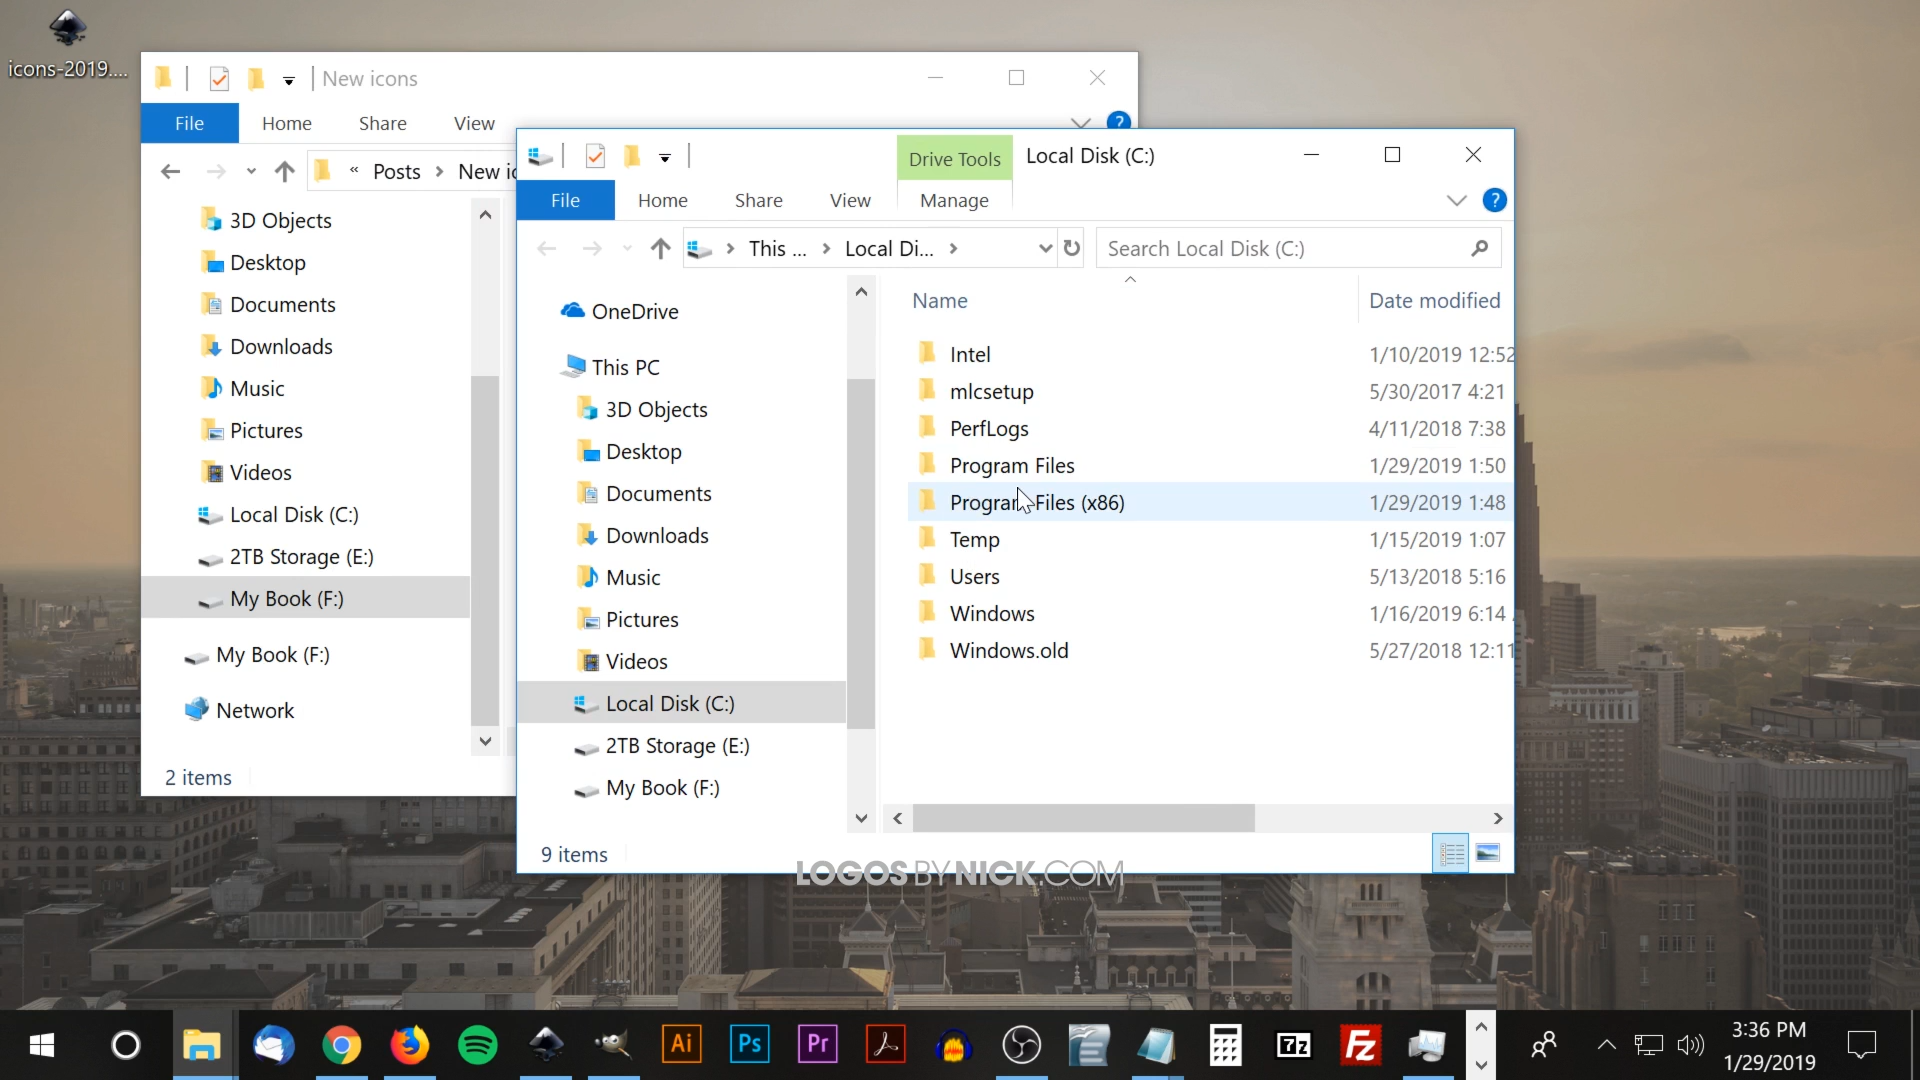 icons-2019....
New icons
File
Home
Share
View
?
«
Posts
New ic
3D Objects
Desktop
Documents
Downloads
Music
Pictures
Videos
Local Disk (C:)
2TB Storage (E:)
My Book (F:)
My Book (F:)
Network
2 items
Drive Tools
Local Disk (C:)
File
Home
Share
View
Manage
?
This ...
Local Di...
Search Local Disk (C:)
OneDrive
This PC
3D Objects
Desktop
Documents
Downloads
Music
Pictures
Videos
Local Disk (C:)
2TB Storage (E:)
My Book (F:)
Name
Date modified
Intel
1/10/2019 12:52
mlcsetup
5/30/2017 4:21
PerfLogs
4/11/2018 7:38
Program Files
1/29/2019 1:50
Program Files (x86)
1/29/2019 1:48
Temp
1/15/2019 1:07
Users
5/13/2018 5:16
Windows
1/16/2019 6:14
Windows.old
5/27/2018 12:11
9 items
LOGOSBYNICK.COM
Ai
Ps
Pr
7z
FZ
3:36 PM
1/29/2019